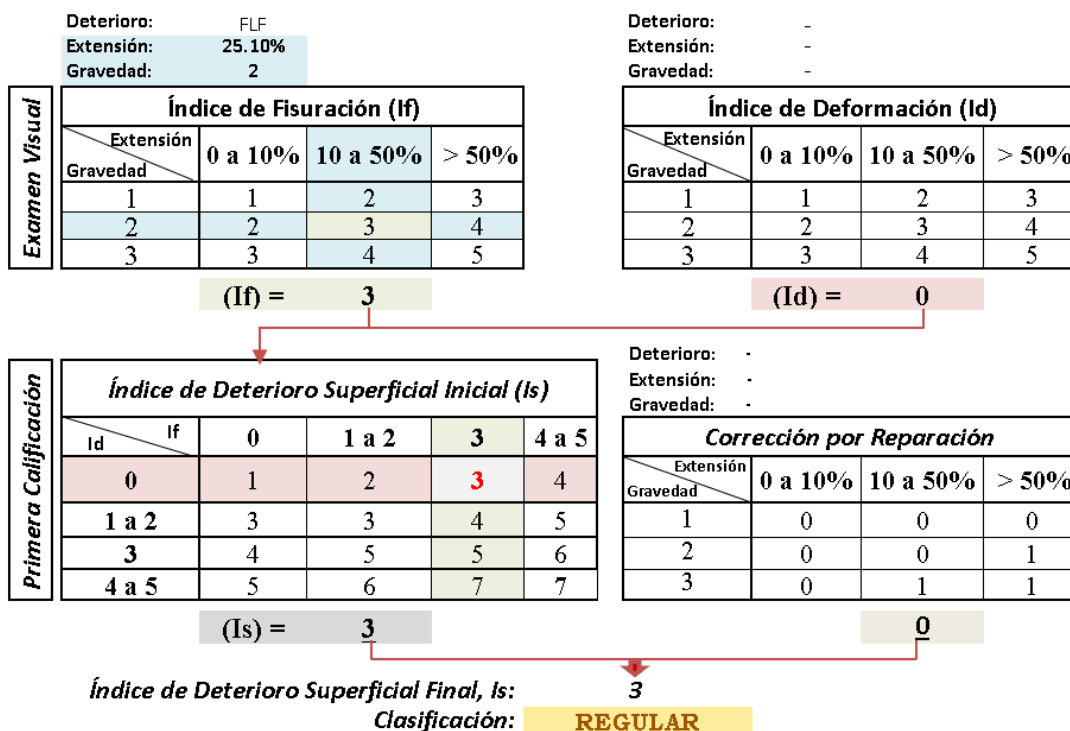 Deterioro: FLF
Extensión: 25.10%
Gravedad: 2
Deterioro: -
Extensión: -
Gravedad: -
Examen Visual
Índice de Fisuración (If)
Extensión Gravedad 0 a 10% 10 a 50% > 50%
1 1 2 3
2 2 3 4
3 3 4 5
(If) = 3
Índice de Deformación (Id)
Extensión Gravedad 0 a 10% 10 a 50% > 50%
1 1 2 3
2 2 3 4
3 3 4 5
(Id) = 0
Primera Calificación
Índice de Deterioro Superficial Inicial (Is)
Id If 0 1 a 2 3 4 a 5
0 1 2 3 4
1 a 2 3 3 4 5
3 4 5 5 6
4 a 5 5 6 7 7
(Is) = 3
Deterioro: -
Extensión: -
Gravedad: -
Corrección por Reparación
Extensión Gravedad 0 a 10% 10 a 50% > 50%
1 0 0 0
2 0 0 1
3 0 1 1
0
Índice de Deterioro Superficial Final, Is: 3
Clasificación: REGULAR